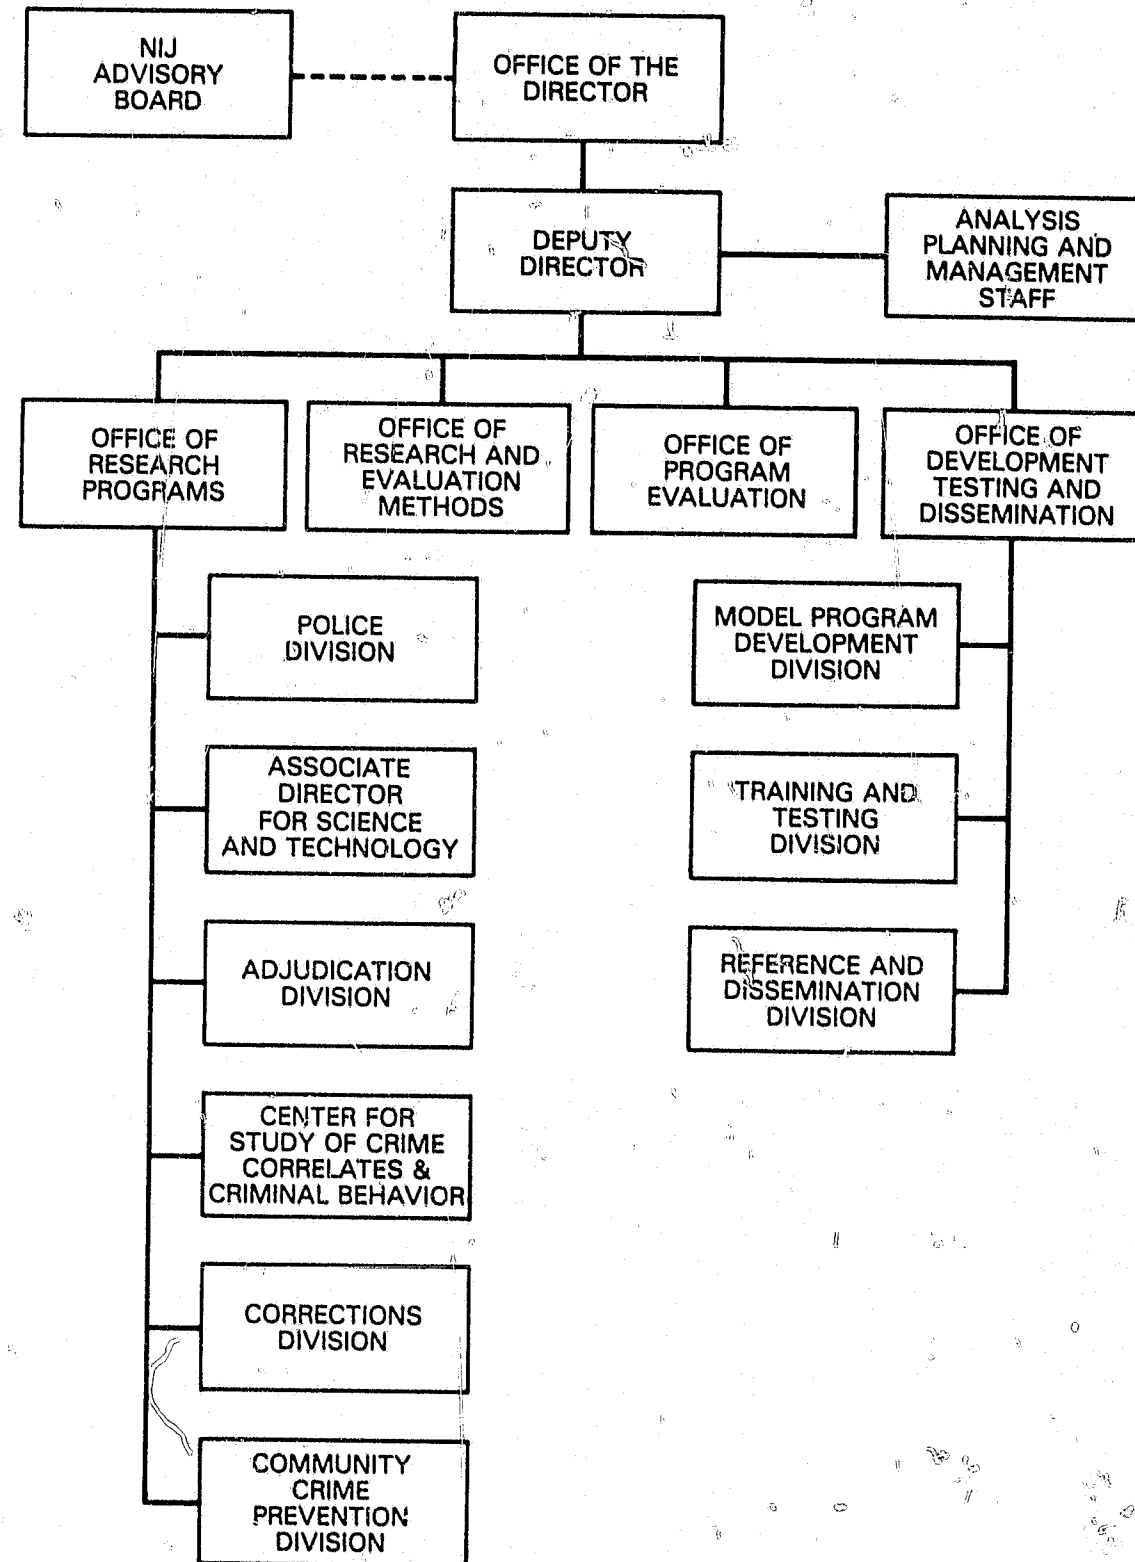 NIJ
ADVISORY
BOARD
OFFICE OF THE
DIRECTOR
DEPUTY
DIRECTOR
ANALYSIS
PLANNING AND
MANAGEMENT
STAFF
OFFICE OF
RESEARCH
PROGRAMS
OFFICE OF
RESEARCH AND
EVALUATION
METHODS
OFFICE OF
PROGRAM
EVALUATION
OFFICE OF
DEVELOPMENT
TESTING AND
DISSEMINATION
POLICE
DIVISION
ASSOCIATE
DIRECTOR
FOR SCIENCE
AND TECHNOLOGY
ADJUDICATION
DIVISION
CENTER FOR
STUDY OF CRIME
CORRELATES &
CRIMINAL BEHAVIOR
CORRECTIONS
DIVISION
COMMUNITY
CRIME
PREVENTION
DIVISION
MODEL PROGRAM
DEVELOPMENT
DIVISION
TRAINING AND
TESTING
DIVISION
REFERENCE AND
DISSEMINATION
DIVISION